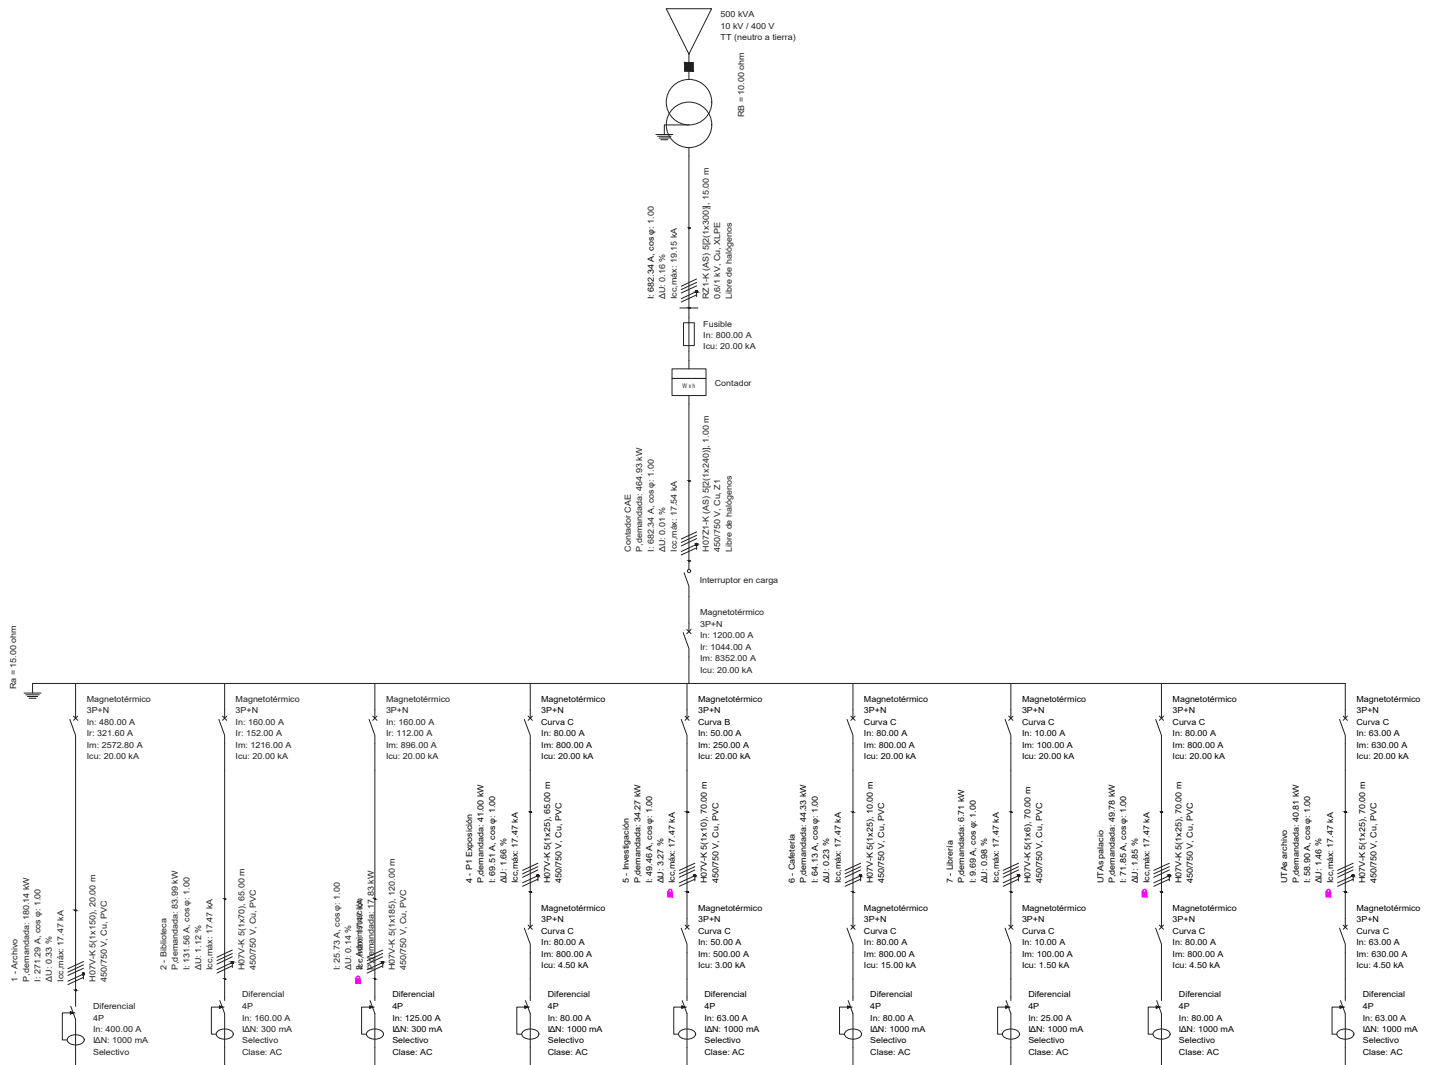 500 kVA
10 kV / 400 V
TT (neutro a tierra)
RB = 10.00 ohm
I: 682.34 A, cos φ: 1.00
ΔU: 0.16 %
Icc,máx: 19.15 kA
RZ1-K (AS) 5[2(1x300)], 15.00 m
0,6/1 kV, Cu, XLPE
Libre de halógenos
Fusible
In: 800.00 A
Icu: 20.00 kA
W x h
Contador
Contador CAE
P,demandada: 464.93 kW
I: 682.34 A, cos φ: 1.00
ΔU: 0.01 %
Icc,máx: 17.54 kA
H07Z1-K (AS) 5[2(1x240)], 1.00 m
450/750 V, Cu, Z1
Libre de halógenos
Interruptor en carga
Magnetotérmico
3P+N
In: 1200.00 A
Ir: 1044.00 A
Im: 8352.00 A
Icu: 20.00 kA
Ra = 15.00 ohm
Magnetotérmico
3P+N
In: 480.00 A
Ir: 321.60 A
Im: 2572.80 A
Icu: 20.00 kA
1 - Archivo
P,demandada: 180.14 kW
I: 271.29 A, cos φ: 1.00
ΔU: 0.33 %
Icc,máx: 17.47 kA
H07V-K 5(1x150), 20.00 m
450/750 V, Cu, PVC
Diferencial
4P
In: 400.00 A
IΔN: 1000 mA
Selectivo
Magnetotérmico
3P+N
In: 160.00 A
Ir: 152.00 A
Im: 1216.00 A
Icu: 20.00 kA
2 - Biblioteca
P,demandada: 83.99 kW
I: 131.56 A, cos φ: 1.00
ΔU: 1.12 %
Icc,máx: 17.47 kA
H07V-K 5(1x70), 65.00 m
450/750 V, Cu, PVC
Diferencial
4P
In: 160.00 A
IΔN: 300 mA
Selectivo
Clase: AC
Magnetotérmico
3P+N
In: 160.00 A
Ir: 112.00 A
Im: 896.00 A
Icu: 20.00 kA
I: 25.73 A, cos φ: 1.00
ΔU: 0.14 %
H07V-K 5(1x185), 120.00 m
450/750 V, Cu, PVC
Diferencial
4P
In: 125.00 A
IΔN: 300 mA
Selectivo
Clase: AC
Magnetotérmico
3P+N
Curva C
In: 80.00 A
Im: 800.00 A
Icu: 20.00 kA
4 - P1 Exposición
P,demandada: 41.00 kW
I: 69.51 A, cos φ: 1.00
ΔU: 1.66 %
Icc,máx: 17.47 kA
H07V-K 5(1x25), 65.00 m
450/750 V, Cu, PVC
Magnetotérmico
3P+N
Curva C
In: 80.00 A
Im: 800.00 A
Icu: 4.50 kA
Diferencial
4P
In: 80.00 A
IΔN: 1000 mA
Selectivo
Clase: AC
Magnetotérmico
3P+N
Curva B
In: 50.00 A
Im: 250.00 A
Icu: 20.00 kA
5 - Investigación
P,demandada: 34.27 kW
I: 49.46 A, cos φ: 1.00
ΔU: 3.27 %
Icc,máx: 17.47 kA
H07V-K 5(1x10), 70.00 m
450/750 V, Cu, PVC
Magnetotérmico
3P+N
Curva C
In: 50.00 A
Im: 500.00 A
Icu: 3.00 kA
Diferencial
4P
In: 63.00 A
IΔN: 1000 mA
Selectivo
Clase: AC
Magnetotérmico
3P+N
Curva C
In: 80.00 A
Im: 800.00 A
Icu: 20.00 kA
6 - Cafetería
P,demandada: 44.33 kW
I: 64.13 A, cos φ: 1.00
ΔU: 0.23 %
Icc,máx: 17.47 kA
H07V-K 5(1x25), 10.00 m
450/750 V, Cu, PVC
Magnetotérmico
3P+N
Curva C
In: 80.00 A
Im: 800.00 A
Icu: 15.00 kA
Diferencial
4P
In: 80.00 A
IΔN: 1000 mA
Selectivo
Clase: AC
Magnetotérmico
3P+N
Curva C
In: 10.00 A
Im: 100.00 A
Icu: 20.00 kA
7 - Librería
P,demandada: 6.71 kW
I: 9.69 A, cos φ: 1.00
ΔU: 0.98 %
Icc,máx: 17.47 kA
H07V-K 5(1x6), 70.00 m
450/750 V, Cu, PVC
Magnetotérmico
3P+N
Curva C
In: 10.00 A
Im: 100.00 A
Icu: 1.50 kA
Diferencial
4P
In: 25.00 A
IΔN: 1000 mA
Selectivo
Clase: AC
Magnetotérmico
3P+N
Curva C
In: 80.00 A
Im: 800.00 A
Icu: 20.00 kA
UTAs palacio
P,demandada: 49.78 kW
I: 71.85 A, cos φ: 1.00
ΔU: 1.85 %
Icc,máx: 17.47 kA
H07V-K 5(1x25), 70.00 m
450/750 V, Cu, PVC
Magnetotérmico
3P+N
Curva C
In: 80.00 A
Im: 800.00 A
Icu: 4.50 kA
Diferencial
4P
In: 80.00 A
IΔN: 1000 mA
Selectivo
Clase: AC
Magnetotérmico
3P+N
Curva C
In: 63.00 A
Im: 630.00 A
Icu: 20.00 kA
UTAs archivo
P,demandada: 40.81 kW
I: 58.90 A, cos φ: 1.00
ΔU: 1.46 %
Icc,máx: 17.47 kA
H07V-K 5(1x25), 70.00 m
450/750 V, Cu, PVC
Magnetotérmico
3P+N
Curva C
In: 63.00 A
Im: 630.00 A
Icu: 4.50 kA
Diferencial
4P
In: 63.00 A
IΔN: 1000 mA
Selectivo
Clase: AC